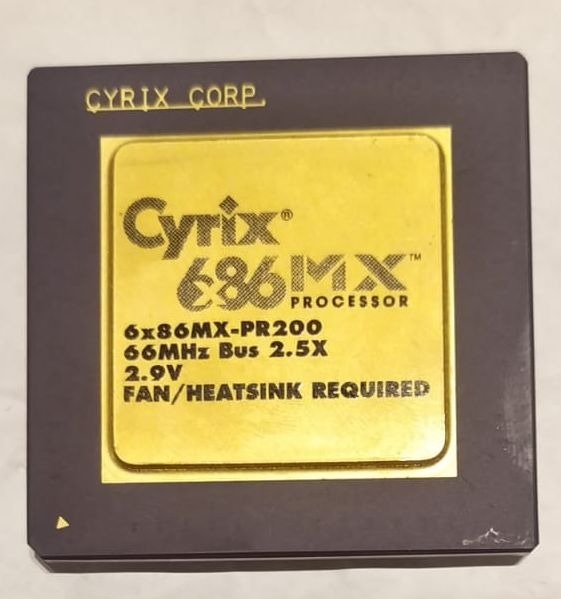 CYRIX CORP.
Cyrix®
6x86MX™
PROCESSOR
6x86MX-PR200
66MHz Bus 2.5X
2.9V
FAN/HEATSINK REQUIRED